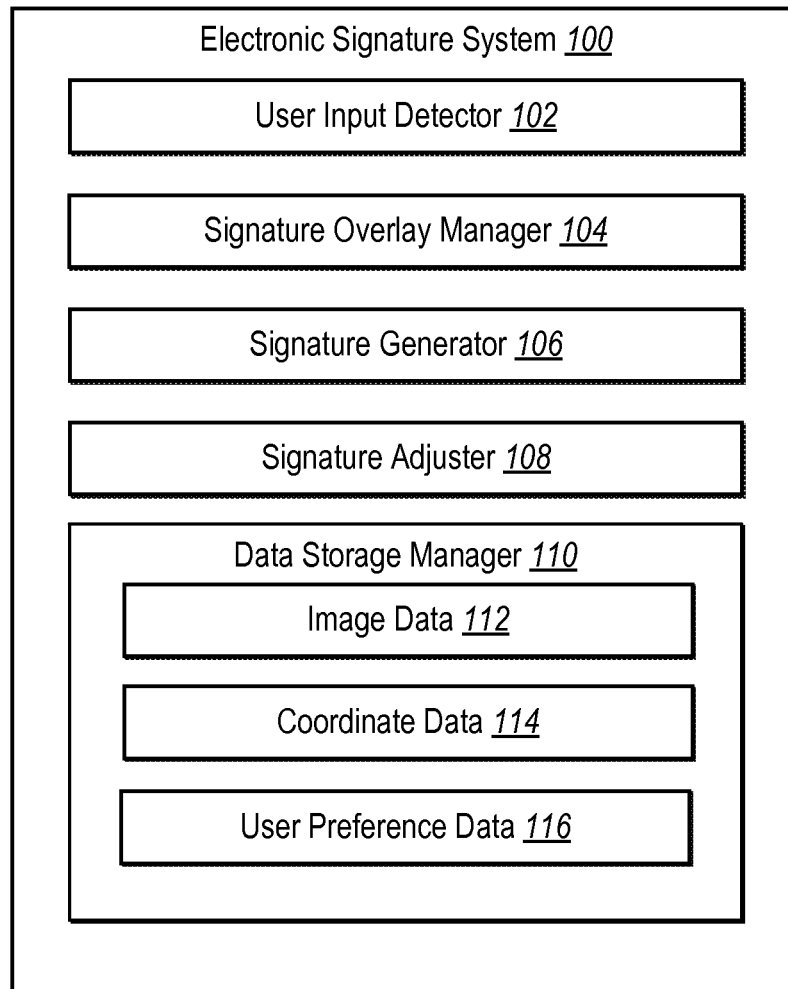 Electronic Signature System 100
User Input Detector 102
Signature Overlay Manager 104
Signature Generator 106
Signature Adjuster 108
Data Storage Manager 110
Image Data 112
Coordinate Data 114
User Preference Data 116